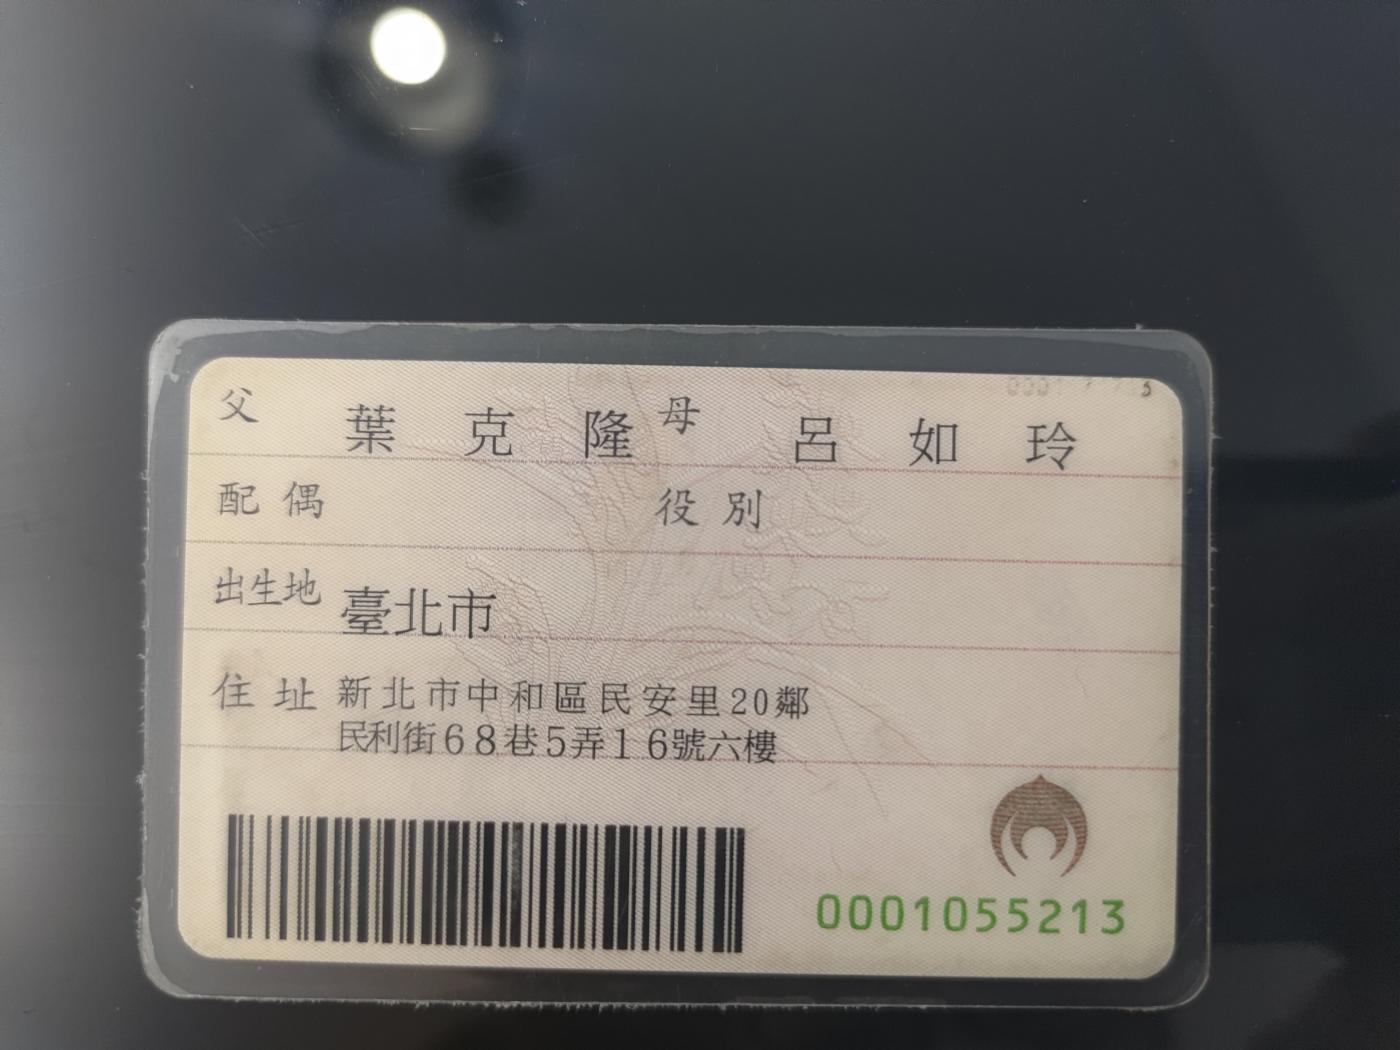 父 葉克隆 母 呂如玲
配偶 役別
出生地 臺北市
住址 新北市中和區民安里20鄰
民利街68巷5弄16號六樓
0001055213